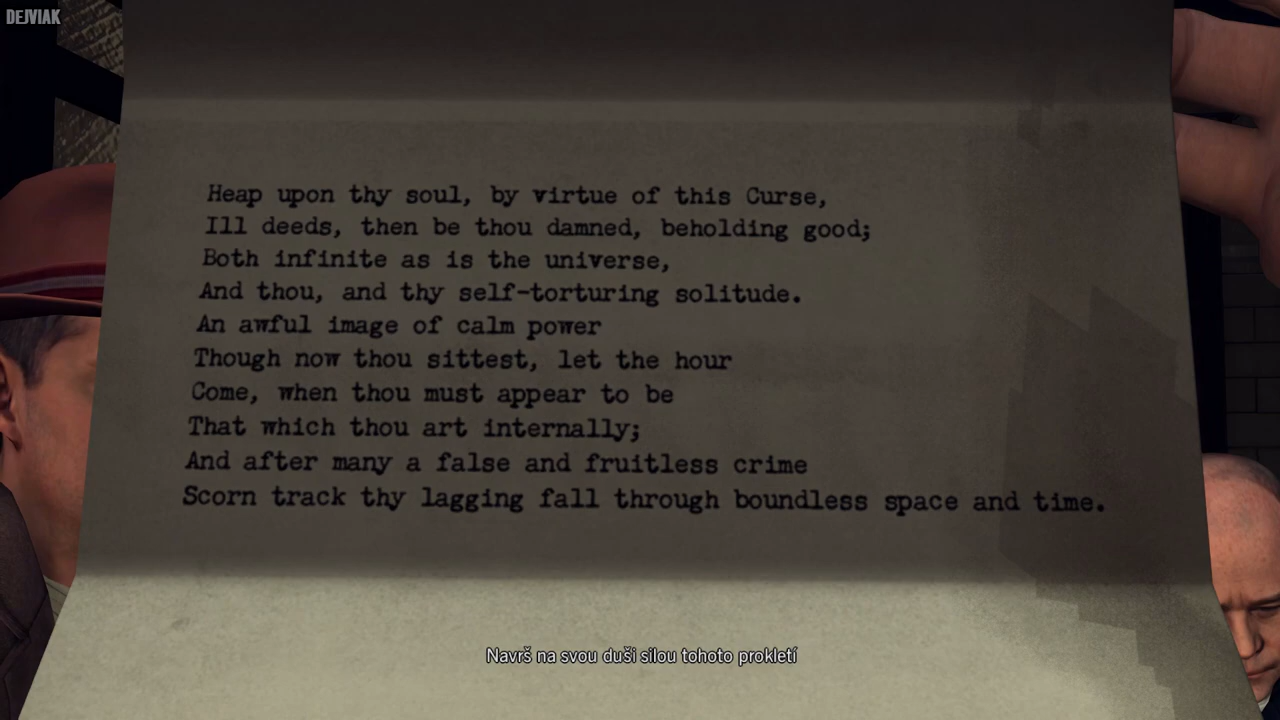 DEJVIAK
Heap upon thy soul, by virtue of this Curse,
Ill deeds, then be thou damned, beholding good;
Both infinite as is the universe,
And thou, and thy self-torturing solitude.
An awful image of calm power
Though now thou sittest, let the hour
Come, when thou must appear to be
That which thou art internally;
And after many a false and fruitless crime
Scorn track thy lagging fall through boundless space and time.
Navrš na svou duši silou tohoto prokletí